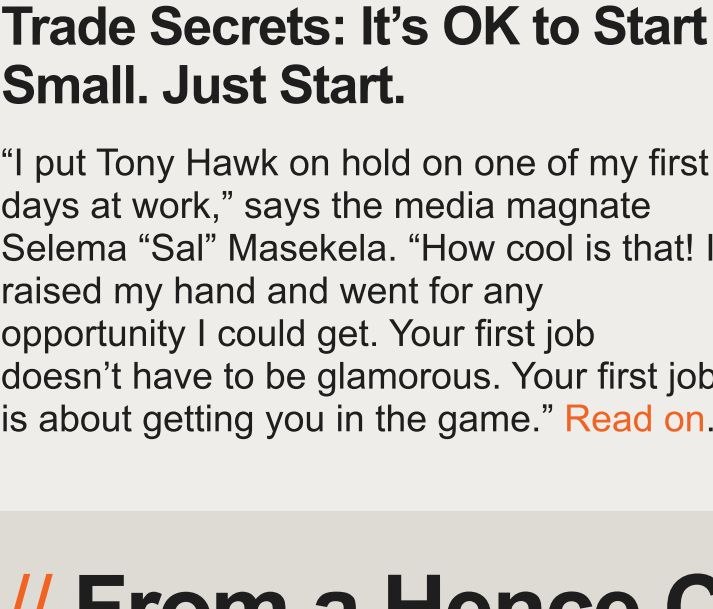 Trade Secrets: It’s OK to Start
Small. Just Start.
“I put Tony Hawk on hold on one of my first
days at work,” says the media magnate
Selema “Sal” Masekela. “How cool is that! I
raised my hand and went for any
opportunity I could get. Your first job
doesn’t have to be glamorous. Your first job
is about getting you in the game.” Read on.
// From a Hence